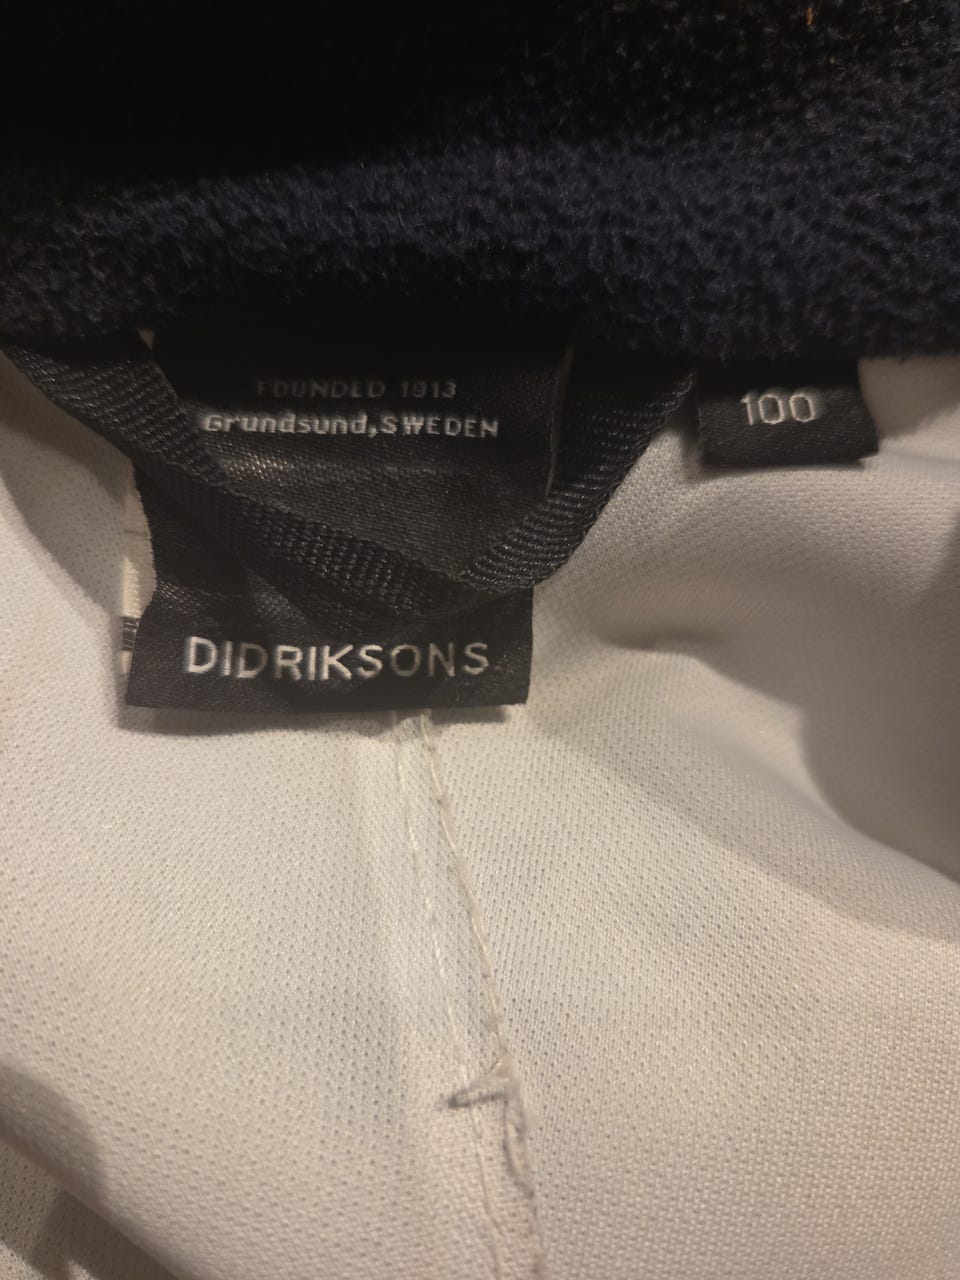 FOUNDED 1913
Grundsund, SWEDEN
100
DIDRIKSONS